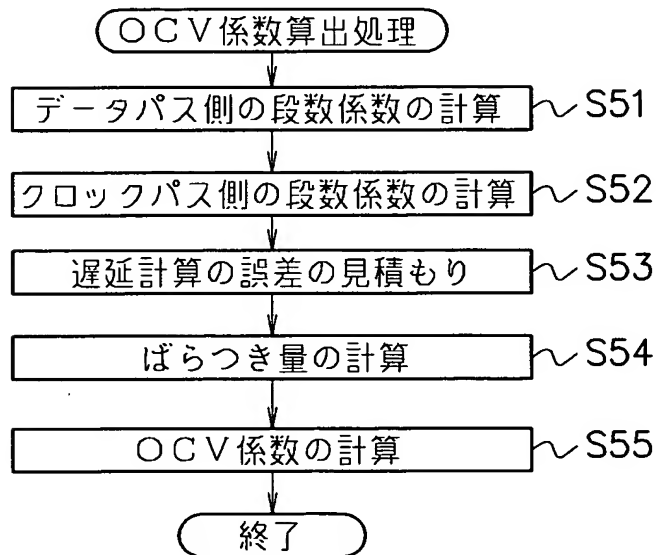 OCV係数算出処理
データパス側の段数係数の計算 S51
クロックパス側の段数係数の計算 S52
遅延計算の誤差の見積もり S53
ばらつき量の計算 S54
OCV係数の計算 S55
終了